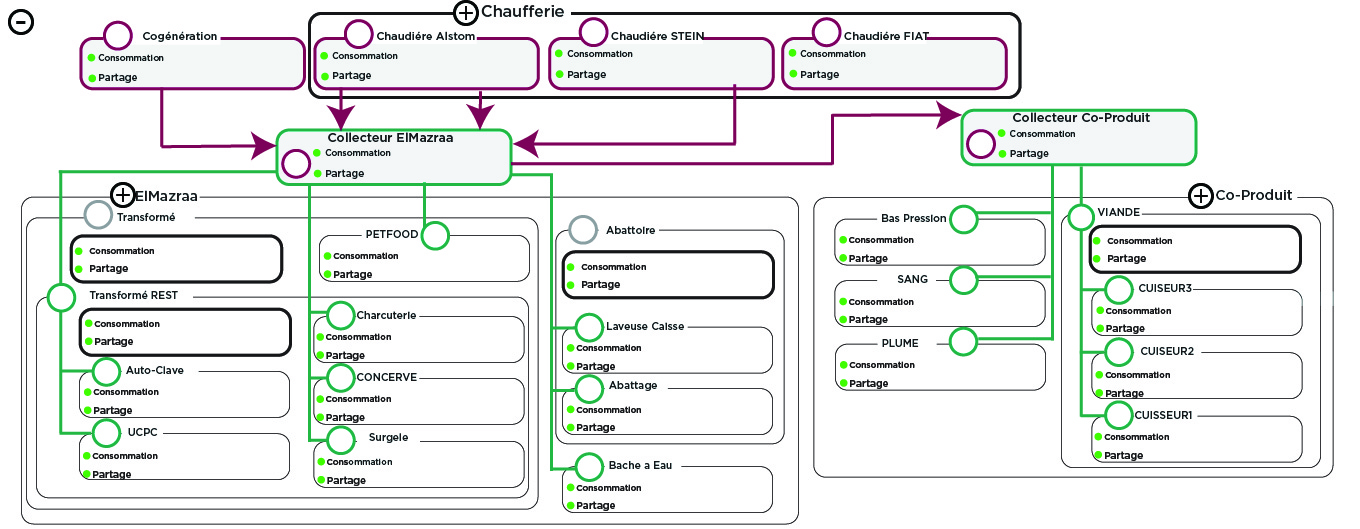 Chaufferie
Cogénération
Consommation
Partage
Chaudiére Alstom
Consommation
Partage
Chaudiére STEIN
Consommation
Partage
Chaudiére FIAT
Consommation
Partage
Collecteur ElMazraa
Consommation
Partage
Collecteur Co-Produit
Consommation
Partage
ElMazraa
Transformé
Consommation
Partage
PETFOOD
Consommation
Partage
Transformé REST
Consommation
Partage
Auto-Clave
Consommation
Partage
UCPC
Consommation
Partage
Charcuterie
Consommation
Partage
CONCERVE
Consommation
Partage
Surgele
Consommation
Partage
Abattoire
Consommation
Partage
Laveuse Caisse
Consommation
Partage
Abattage
Consommation
Partage
Bache a Eau
Consommation
Partage
Co-Produit
Bas Pression
Consommation
Partage
SANG
Consommation
Partage
PLUME
Consommation
Partage
VIANDE
Consommation
Partage
CUISEUR3
Consommation
Partage
CUISEUR2
Consommation
Partage
CUISSEUR1
Consommation
Partage